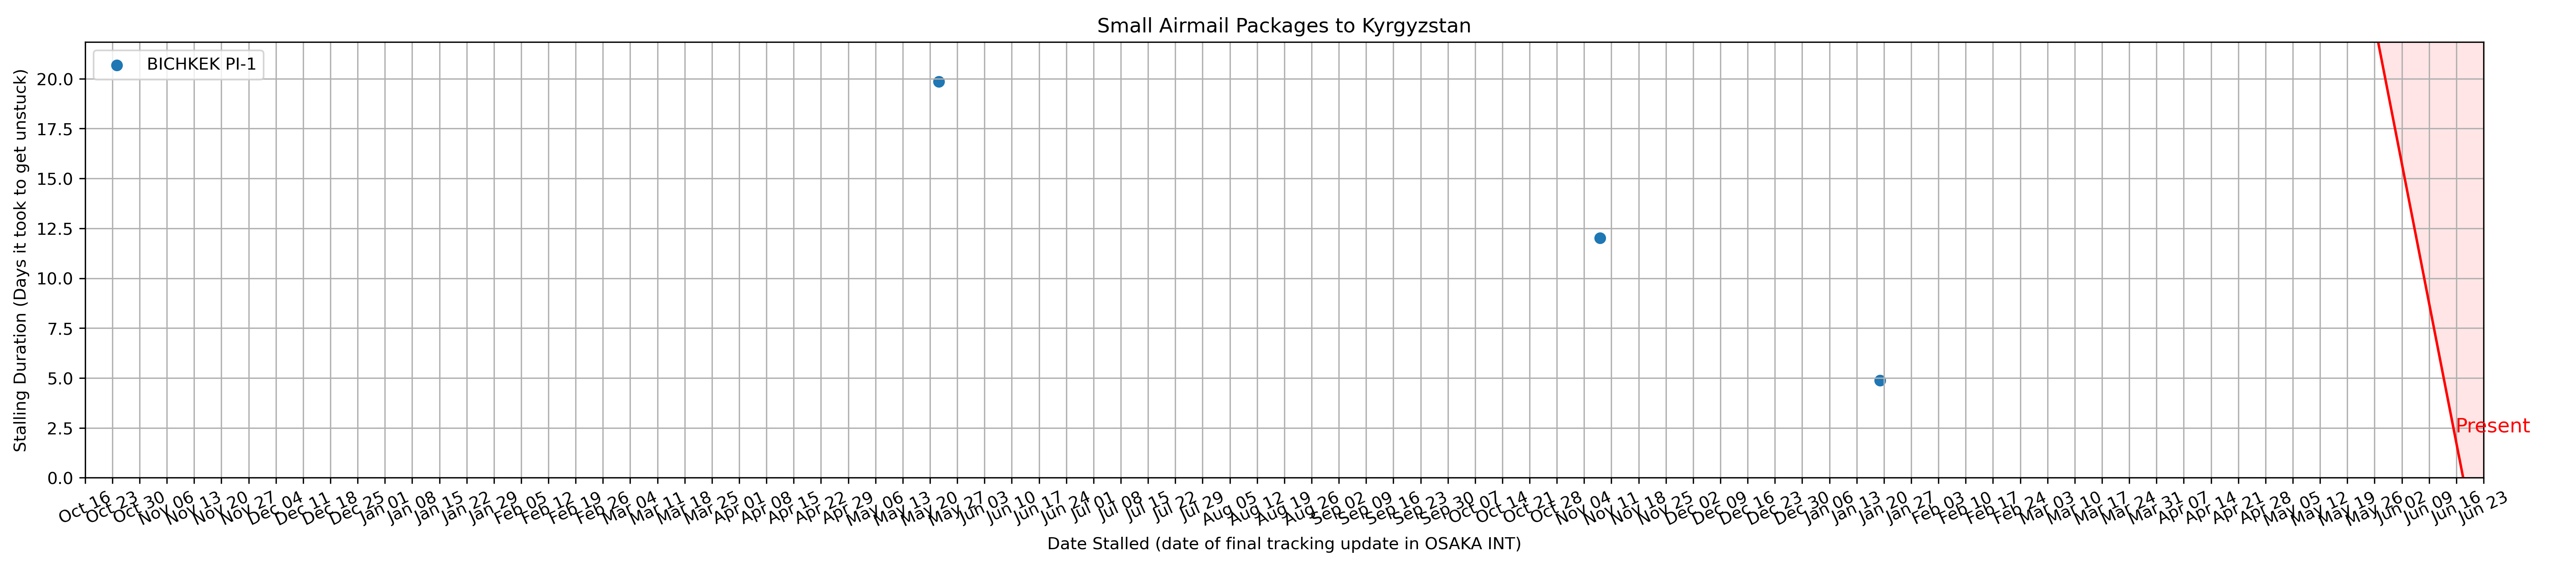 Small Airmail Packages to Kyrgyzstan
BICHKEK PI-1
Stalling Duration (Days it took to get unstuck)
20.0
17.5
15.0
12.5
10.0
7.5
5.0
2.5
0.0
Present
Oct 16
Oct 23
Oct 30
Nov 06
Nov 13
Nov 20
Nov 27
Dec 04
Dec 11
Dec 18
Dec 25
Jan 01
Jan 08
Jan 15
Jan 22
Jan 29
Feb 05
Feb 12
Feb 19
Feb 26
Mar 04
Mar 11
Mar 18
Mar 25
Apr 01
Apr 08
Apr 15
Apr 22
Apr 29
May 06
May 13
May 20
May 27
Jun 03
Jun 10
Jun 17
Jun 24
Jul 01
Jul 08
Jul 15
Jul 22
Jul 29
Aug 05
Aug 12
Aug 19
Aug 26
Sep 02
Sep 09
Sep 16
Sep 23
Sep 30
Oct 07
Oct 14
Oct 21
Oct 28
Nov 04
Nov 11
Nov 18
Nov 25
Dec 02
Dec 09
Dec 16
Dec 23
Dec 30
Jan 06
Jan 13
Jan 20
Jan 27
Feb 03
Feb 10
Feb 17
Feb 24
Mar 03
Mar 10
Mar 17
Mar 24
Mar 31
Apr 07
Apr 14
Apr 21
Apr 28
May 05
May 12
May 19
May 26
Jun 02
Jun 09
Jun 16
Jun 23
Date Stalled (date of final tracking update in OSAKA INT)